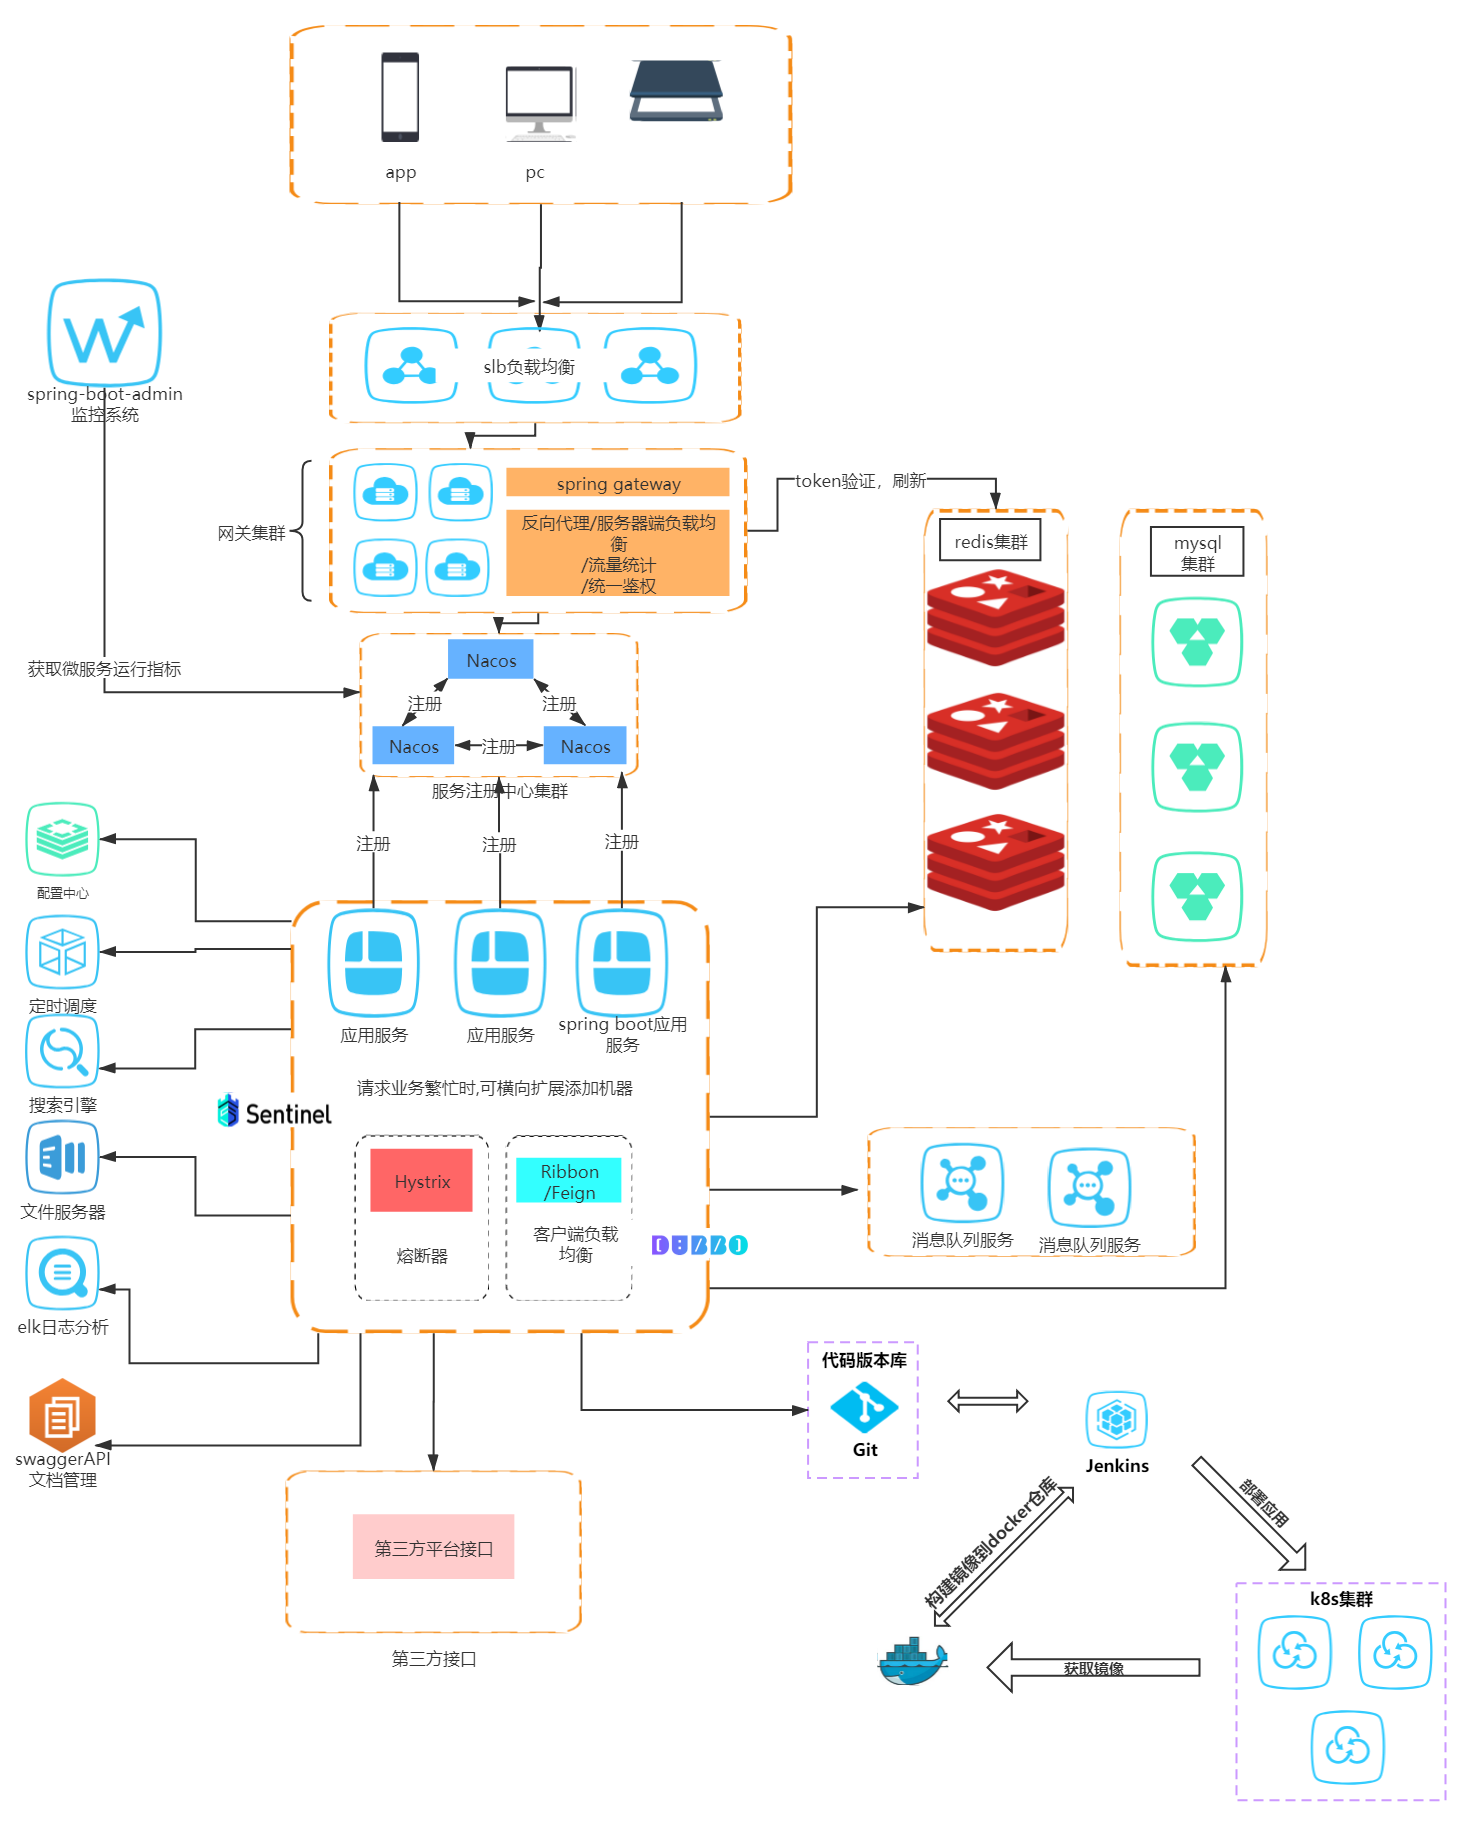 app
pc
slb负载均衡
spring-boot-admin
监控系统
网关集群
spring gateway
反向代理/服务器端负载均
衡
/流量统计
/统一鉴权
token验证，刷新
redis集群
mysql
集群
获取微服务运行指标
Nacos
注册
注册
Nacos
注册
Nacos
服务注册中心集群
注册
注册
注册
配置中心
定时调度
搜索引擎
文件服务器
elk日志分析
swaggerAPI
文档管理
应用服务
应用服务
spring boot应用
服务
请求业务繁忙时,可横向扩展添加机器
Sentinel
Hystrix
熔断器
Ribbon
/Feign
客户端负载
均衡
DUBBO
消息队列服务
消息队列服务
代码版本库
Git
Jenkins
构建镜像到docker仓库
部署应用
k8s集群
获取镜像
第三方平台接口
第三方接口